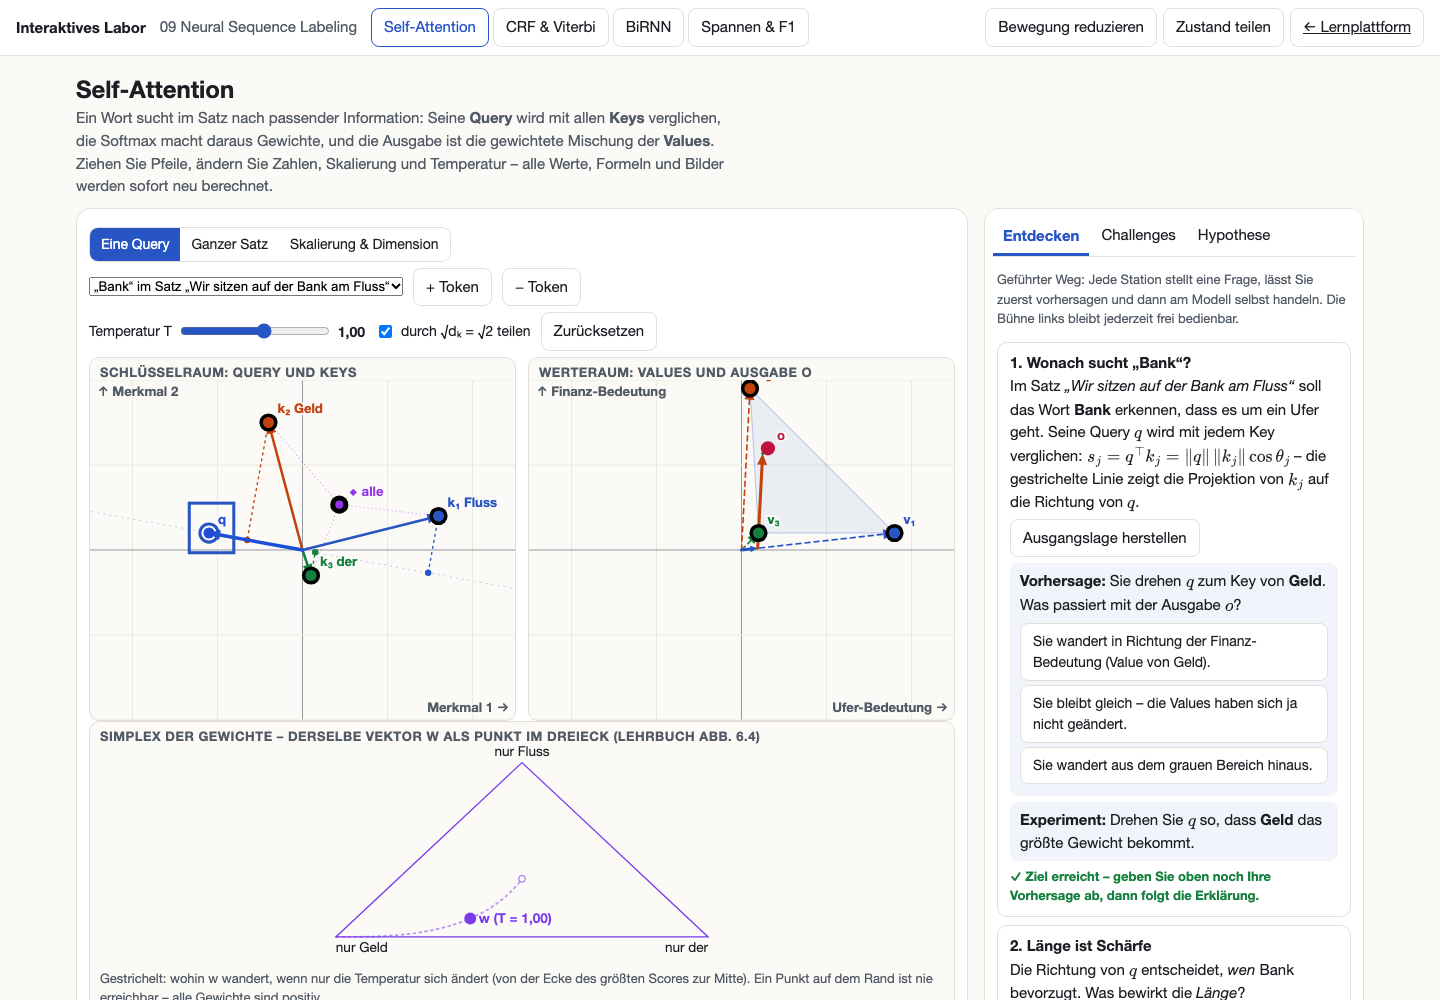 Interaktives Labor 09 Neural Sequence Labeling Self-Attention CRF & Viterbi BiRNN Spannen & F1 Bewegung reduzieren Zustand teilen ← Lernplattform
Self-Attention
Ein Wort sucht im Satz nach passender Information: Seine Query wird mit allen Keys verglichen,
die Softmax macht daraus Gewichte, und die Ausgabe ist die gewichtete Mischung der Values.
Ziehen Sie Pfeile, ändern Sie Zahlen, Skalierung und Temperatur – alle Werte, Formeln und Bilder
werden sofort neu berechnet.
Eine Query Ganzer Satz Skalierung & Dimension
„Bank“ im Satz „Wir sitzen auf der Bank am Fluss“ + Token – Token
Temperatur T 1,00 durch √dₖ = √2 teilen Zurücksetzen
SCHLÜSSELRAUM: QUERY UND KEYS
↑ Merkmal 2
k₂ Geld
◆ alle
k₁ Fluss
q
k₃ der
Merkmal 1 →
WERTERAUM: VALUES UND AUSGABE O
↑ Finanz-Bedeutung
o
v₃
v₁
Ufer-Bedeutung →
SIMPLEX DER GEWICHTE – DERSELBE VEKTOR W ALS PUNKT IM DREIECK (LEHRBUCH ABB. 6.4)
nur Fluss
w (T = 1,00)
nur Geld nur der
Gestrichelt: wohin w wandert, wenn nur die Temperatur sich ändert (von der Ecke des größten Scores zur Mitte). Ein Punkt auf dem Rand ist nie
erreichbar – alle Gewichte sind positiv.
Entdecken Challenges Hypothese
Geführter Weg: Jede Station stellt eine Frage, lässt Sie
zuerst vorhersagen und dann am Modell selbst handeln. Die
Bühne links bleibt jederzeit frei bedienbar.
1. Wonach sucht „Bank“?
Im Satz „Wir sitzen auf der Bank am Fluss“ soll
das Wort Bank erkennen, dass es um ein Ufer
geht. Seine Query q wird mit jedem Key
verglichen: s_j = q^⊤ k_j = ‖q‖ ‖k_j‖ cos θ_j – die
gestrichelte Linie zeigt die Projektion von k_j auf
die Richtung von q.
Ausgangslage herstellen
Vorhersage: Sie drehen q zum Key von Geld.
Was passiert mit der Ausgabe o?
Sie wandert in Richtung der Finanz-
Bedeutung (Value von Geld).
Sie bleibt gleich – die Values haben sich ja
nicht geändert.
Sie wandert aus dem grauen Bereich hinaus.
Experiment: Drehen Sie q so, dass Geld das
größte Gewicht bekommt.
✓ Ziel erreicht – geben Sie oben noch Ihre
Vorhersage ab, dann folgt die Erklärung.
2. Länge ist Schärfe
Die Richtung von q entscheidet, wen Bank
bevorzugt. Was bewirkt die Länge?